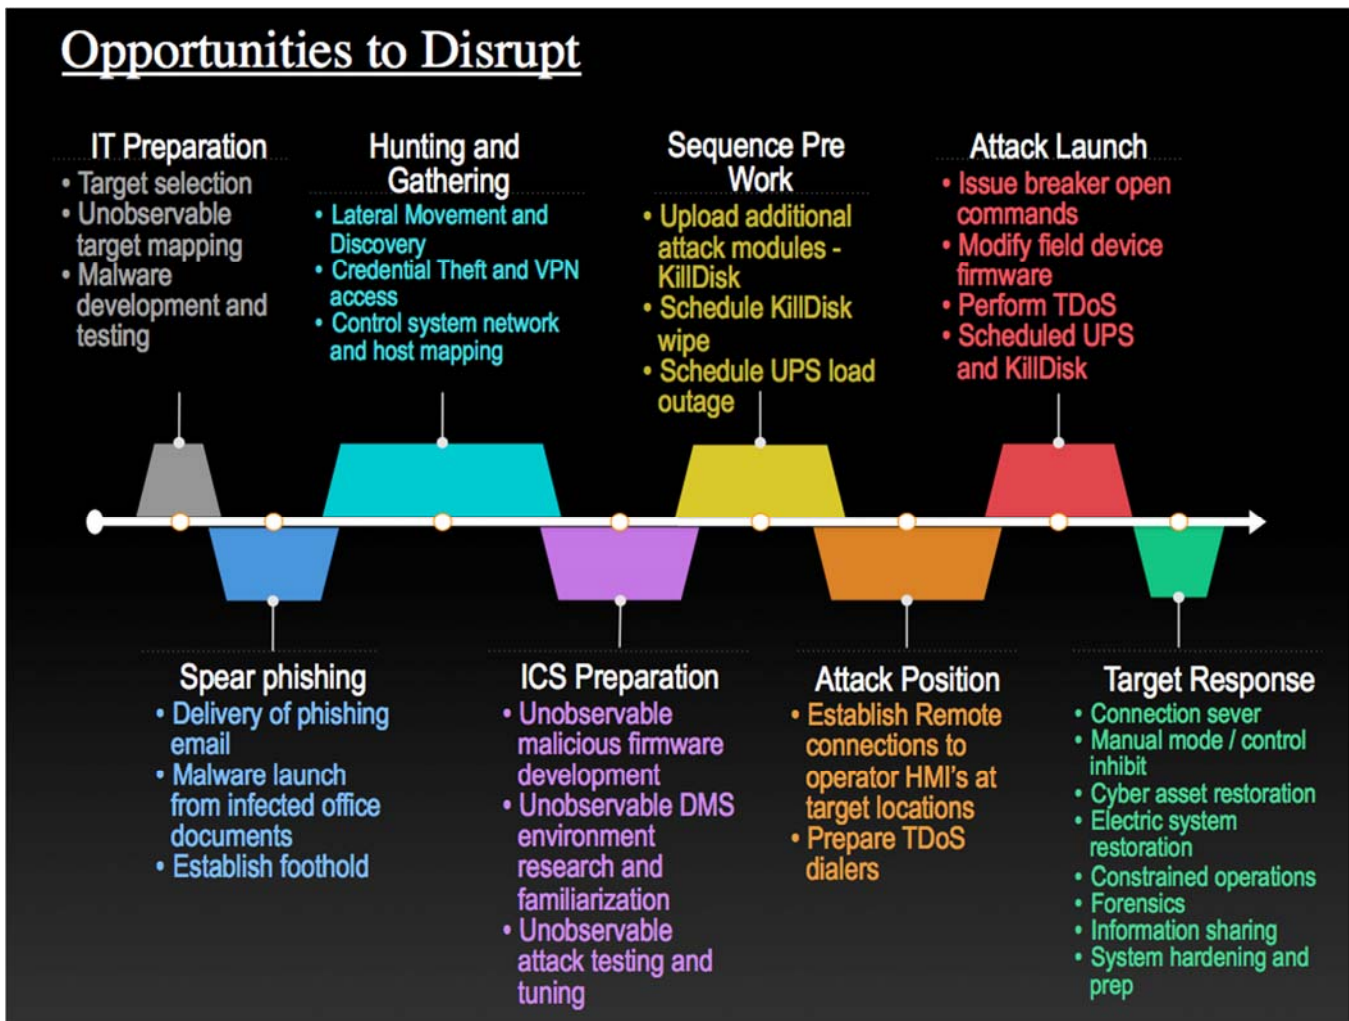 Opportunities to Disrupt
IT Preparation
• Target selection
• Unobservable
target mapping
• Malware
development and
testing
Hunting and
Gathering
• Lateral Movement and
Discovery
• Credential Theft and VPN
access
• Control system network
and host mapping
Sequence Pre
Work
• Upload additional
attack modules -
KillDisk
• Schedule KillDisk
wipe
• Schedule UPS load
outage
Attack Launch
• Issue breaker open
commands
• Modify field device
firmware
• Perform TDoS
• Scheduled UPS
and KillDisk
Spear phishing
• Delivery of phishing
email
• Malware launch
from infected office
documents
• Establish foothold
ICS Preparation
• Unobservable
malicious firmware
development
• Unobservable DMS
environment
research and
familiarization
• Unobservable
attack testing and
tuning
Attack Position
• Establish Remote
connections to
operator HMI's at
target locations
• Prepare TDoS
dialers
Target Response
• Connection sever
• Manual mode / control
inhibit
• Cyber asset restoration
• Electric system
restoration
• Constrained operations
• Forensics
• Information sharing
• System hardening and
prep